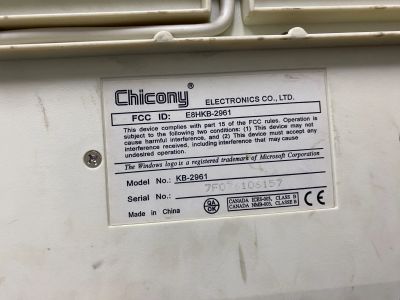 Chicony® ELECTRONICS CO., LTD.
FCC ID: E8HKB-2961
This device complies with part 15 of the FCC rules. Operation is
subject to the following two conditions: (1) This device may not
cause harmful interference, and (2) This device must accept any
interference received, including interference that may cause
undesired operation.
The Windows logo is a registered trademark of Microsoft Corporation
Model No.: KB-2961
Serial No.:
Made in China
CE
CANADA ICES-003, CLASS B
CANADA NMB-003, CLASSE B